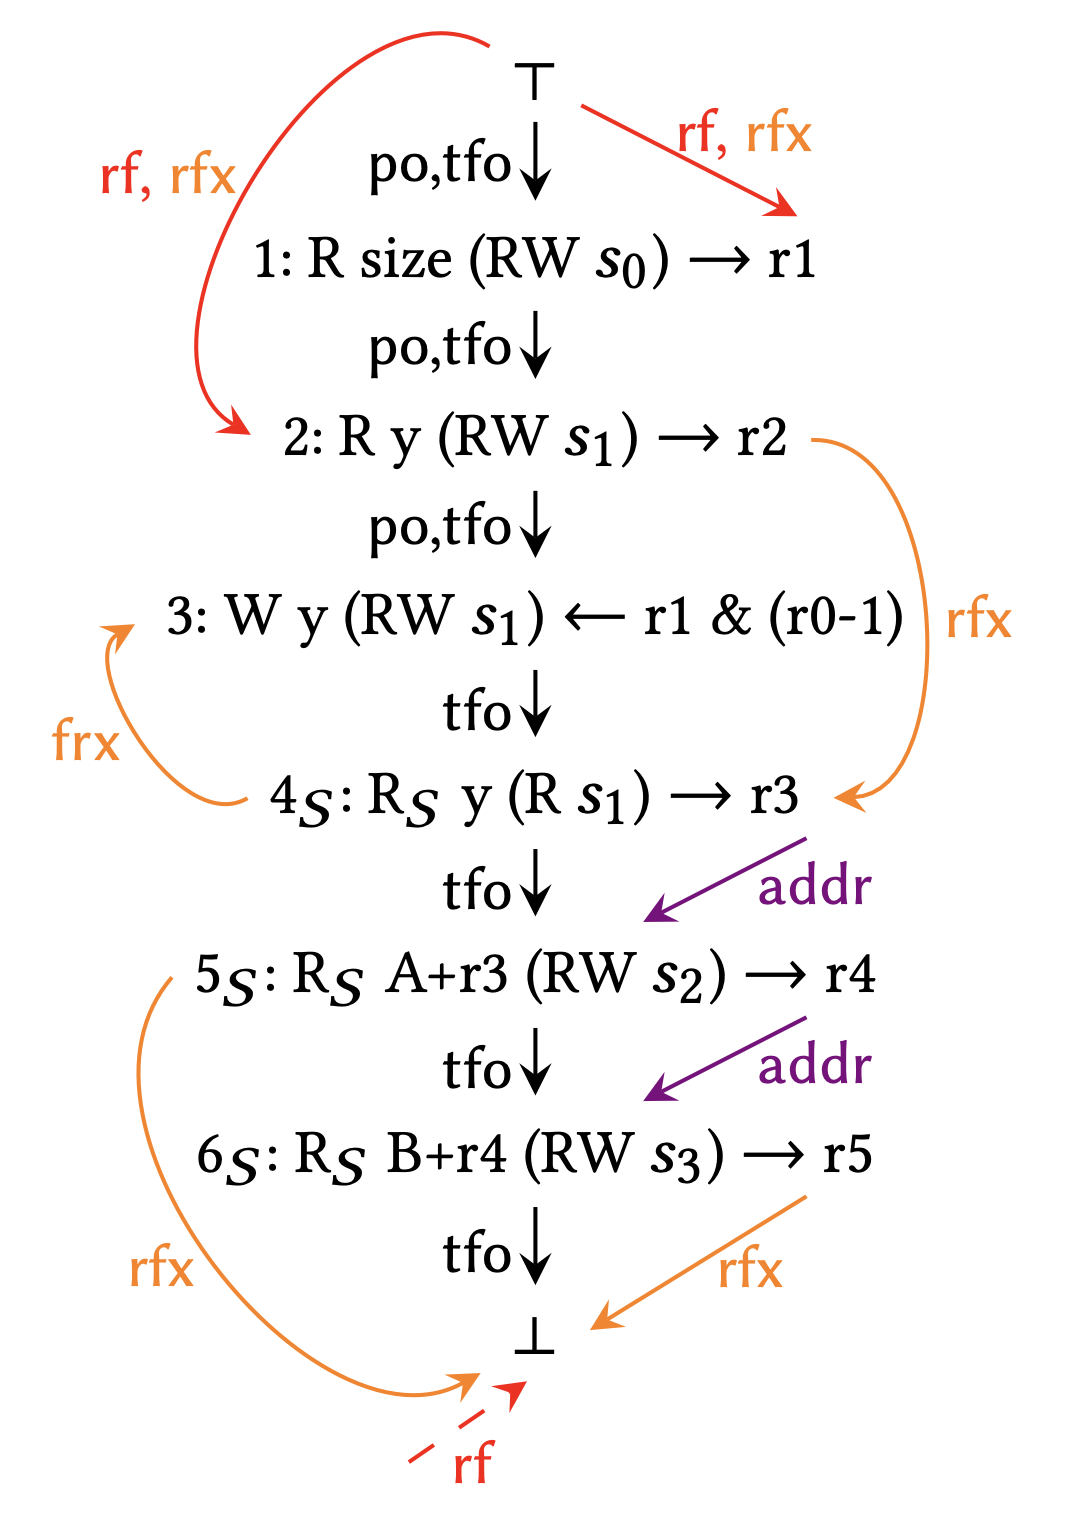 ⊤
rf, rfx
rf, rfx
po,tfo
1: R size (RW s₀) → r1
po,tfo
2: R y (RW s₁) → r2
po,tfo
3: W y (RW s₁) ← r1 & (r0-1)
rfx
tfo
frx
4S: RS y (R s₁) → r3
tfo
addr
5S: RS A+r3 (RW s₂) → r4
tfo
addr
6S: RS B+r4 (RW s₃) → r5
tfo
rfx
rfx
⊥
rf